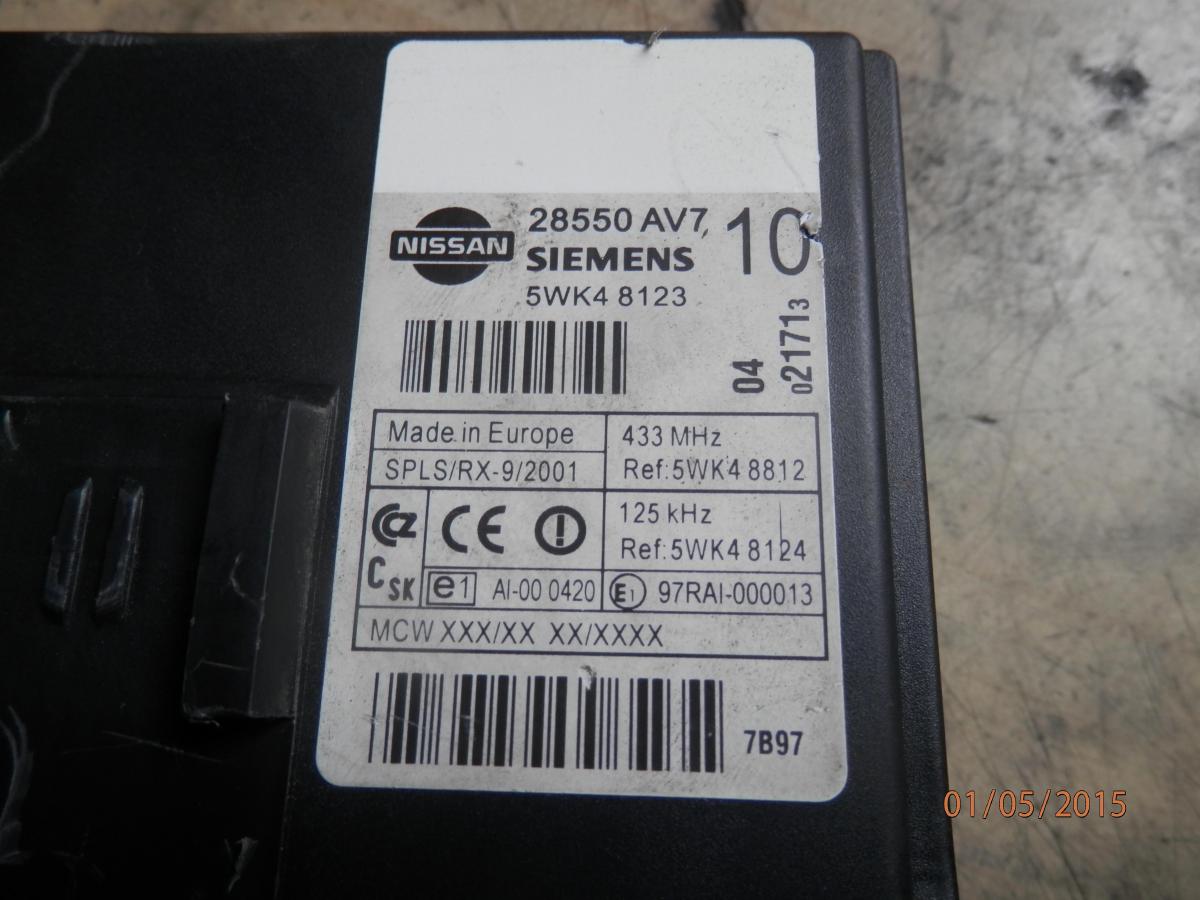 NISSAN
28550 AV7, 10
SIEMENS
5WK4 8123
04
021713
Made in Europe
SPLS/RX-9/2001
433 MHz
Ref:5WK4 8812
CE
125 kHz
Ref:5WK4 8124
C SK
e1 AI-00 0420
E1 97RAI-000013
MCW XXX/XX XX/XXXX
7B97
01/05/2015